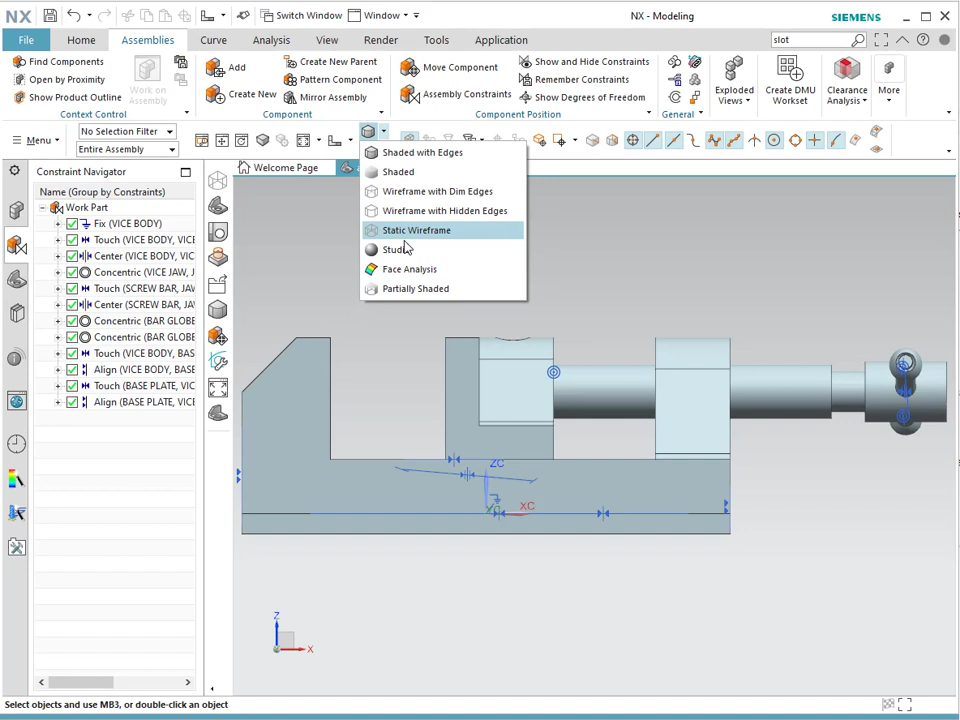 NX
Switch Window
Window
NX - Modeling
SIEMENS
File
Home
Assemblies
Curve
Analysis
View
Render
Tools
Application
slot
Find Components
Open by Proximity
Show Product Outline
Work on
Assembly
Context Control
Add
Create New
Create New Parent
Pattern Component
Mirror Assembly
Component
Move Component
Assembly Constraints
Show and Hide Constraints
Remember Constraints
Show Degrees of Freedom
Component Position
General
Exploded
Views
Create DMU
Workset
Clearance
Analysis
More
Menu
No Selection Filter
Entire Assembly
Shaded with Edges
Shaded
Wireframe with Dim Edges
Wireframe with Hidden Edges
Static Wireframe
Studio
Face Analysis
Partially Shaded
Constraint Navigator
Welcome Page
Name (Group by Constraints)
Work Part
Fix (VICE BODY)
Touch (VICE BODY, VICE
Center (VICE BODY, VICE
Concentric (VICE JAW, J
Touch (SCREW BAR, JA
Center (SCREW BAR, JA
Concentric (BAR GLOBE
Concentric (BAR GLOBE
Touch (VICE BODY, BAS
Align (VICE BODY, BASE
Touch (BASE PLATE, VIC
Align (BASE PLATE, VICE
ZC
YC
XC
Z
X
Select objects and use MB3, or double-click an object